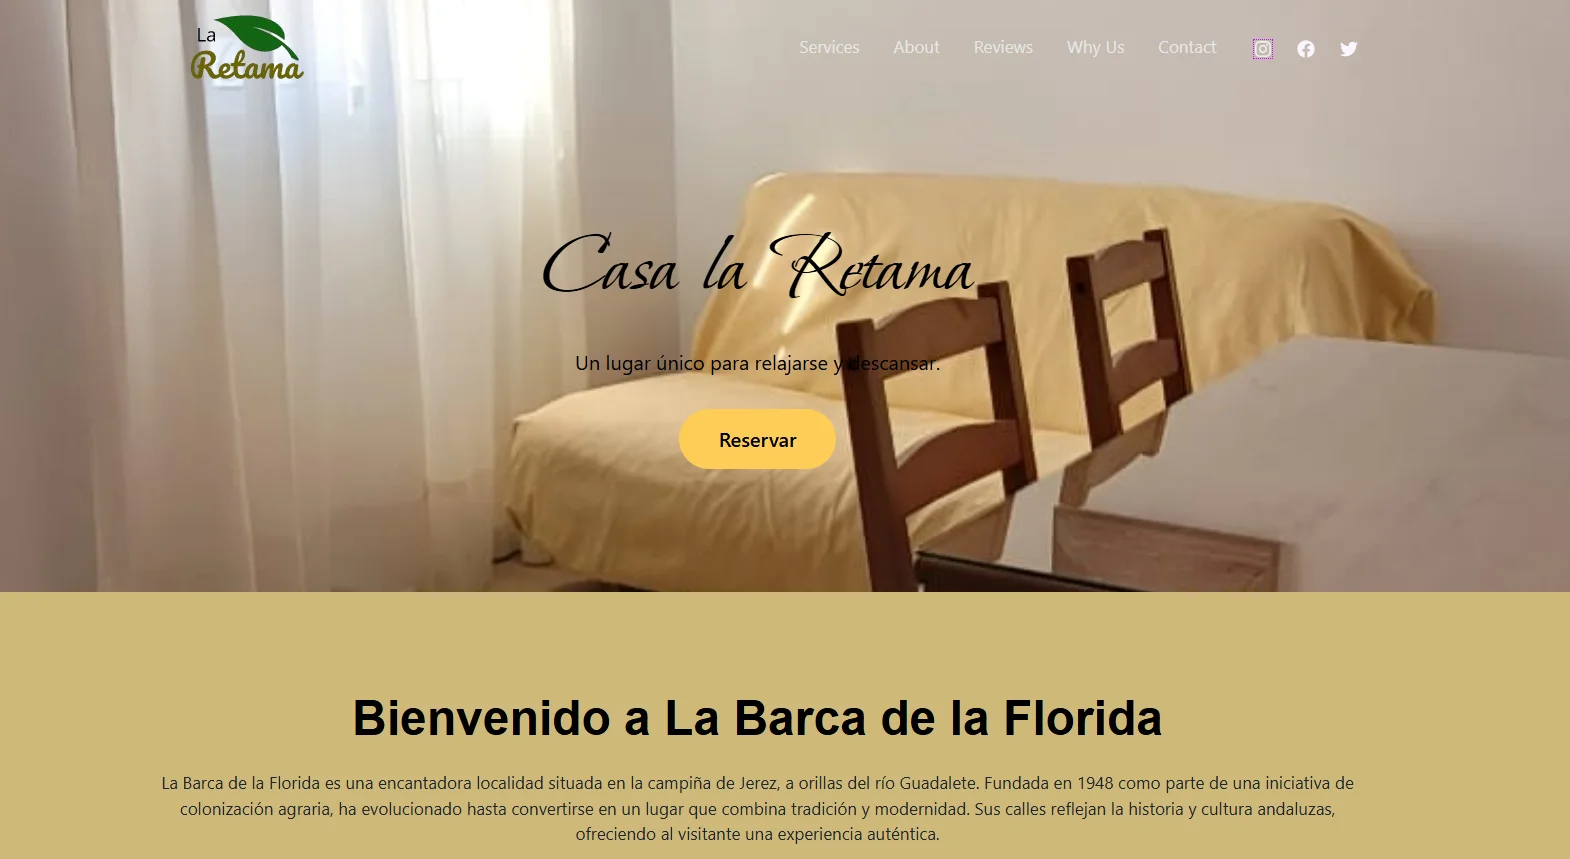 La
Retama
Services About Reviews Why Us Contact
Casa la Retama
Un lugar único para relajarse y descansar.
Reservar
Bienvenido a La Barca de la Florida
La Barca de la Florida es una encantadora localidad situada en la campiña de Jerez, a orillas del río Guadalete. Fundada en 1948 como parte de una iniciativa de
colonización agraria, ha evolucionado hasta convertirse en un lugar que combina tradición y modernidad. Sus calles reflejan la historia y cultura andaluzas,
ofreciendo al visitante una experiencia auténtica.